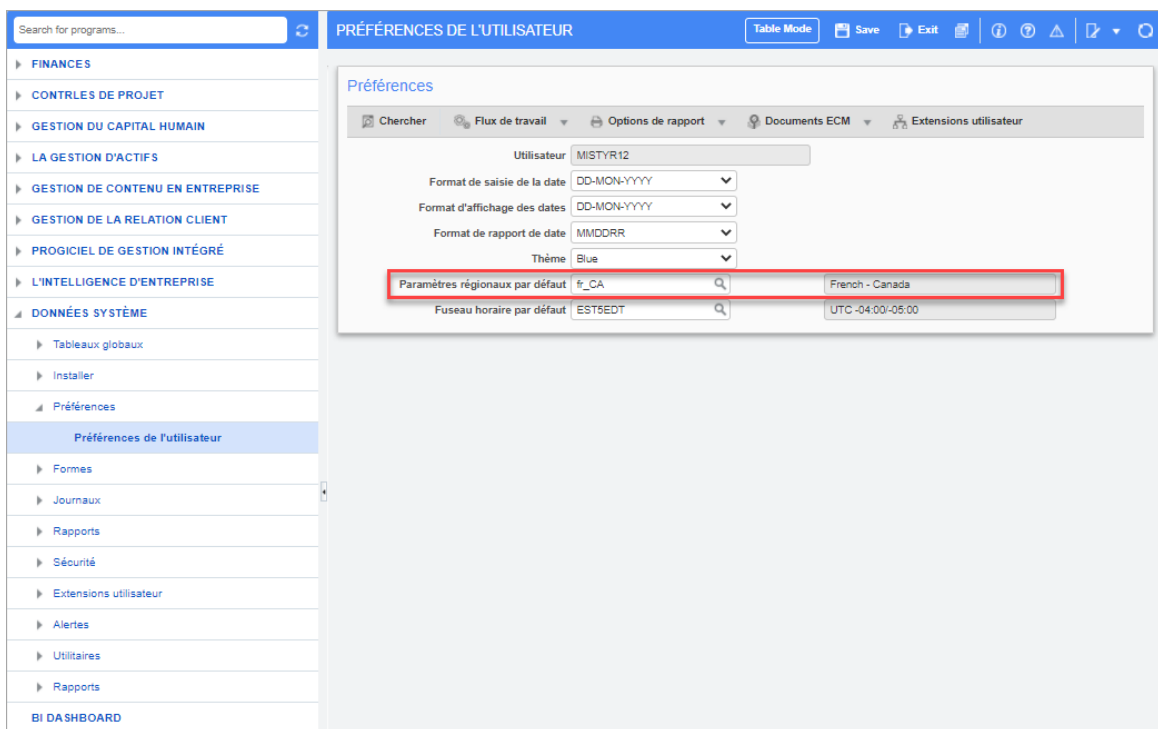 Search for programs...
PRÉFÉRENCES DE L'UTILISATEUR
Table Mode
Save
Exit
FINANCES
CONTRLES DE PROJET
GESTION DU CAPITAL HUMAIN
LA GESTION D'ACTIFS
GESTION DE CONTENU EN ENTREPRISE
GESTION DE LA RELATION CLIENT
PROGICIEL DE GESTION INTÉGRÉ
L'INTELLIGENCE D'ENTREPRISE
DONNÉES SYSTÈME
Tableaux globaux
Installer
Préférences
Préférences de l'utilisateur
Formes
Journaux
Rapports
Sécurité
Extensions utilisateur
Alertes
Utilitaires
Rapports
BI DASHBOARD
Préférences
Chercher
Flux de travail
Options de rapport
Documents ECM
Extensions utilisateur
Utilisateur MISTYR12
Format de saisie de la date DD-MON-YYYY
Format d'affichage des dates DD-MON-YYYY
Format de rapport de date MMDDRR
Thème Blue
Paramètres régionaux par défaut fr_CA French - Canada
Fuseau horaire par défaut EST5EDT UTC -04:00/-05:00